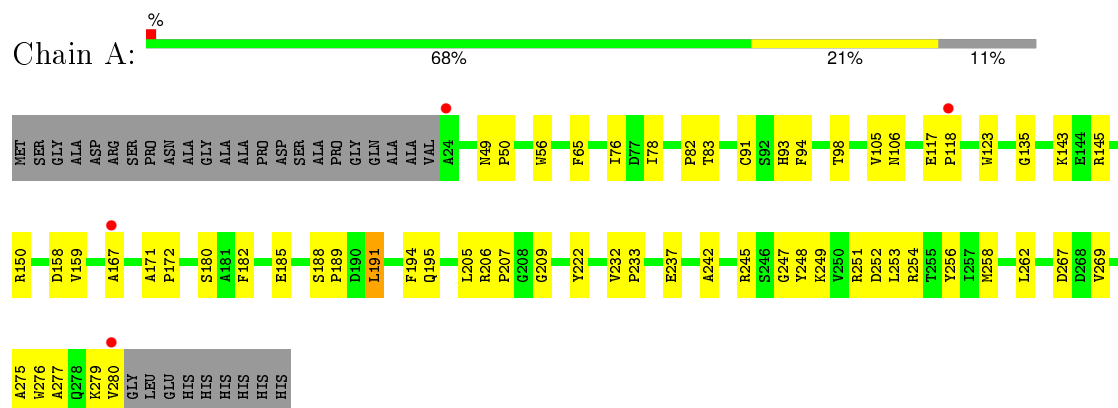 %
Chain A:
68% 21% 11%
MET SER GLY ALA ASP ARG SER PRO ASN ALA GLY ALA ALA ALA PRO ASP SER ALA PRO GLY GLN ALA ALA VAL A24 N49 P50 W56 F65 I76 D77 I78 P82 T83 C91 S92 H93 F94 T98 V105 N106 E117 P118 W123 G135 K143 E144 R145
R150 D158 V159 A167 A171 P172 S180 A181 F182 E185 S188 P189 D190 L191 F194 Q195 L205 R206 P207 G208 G209 Y222 V232 P233 E237 A242 R245 S246 G247 Y248 K249 V250 R251 D252 L253 R254 T255 Y256 I257 M258 L262 D267 D268 V269
A275 W276 A277 Q278 K279 V280 GLY LEU GLU HIS HIS HIS HIS HIS HIS